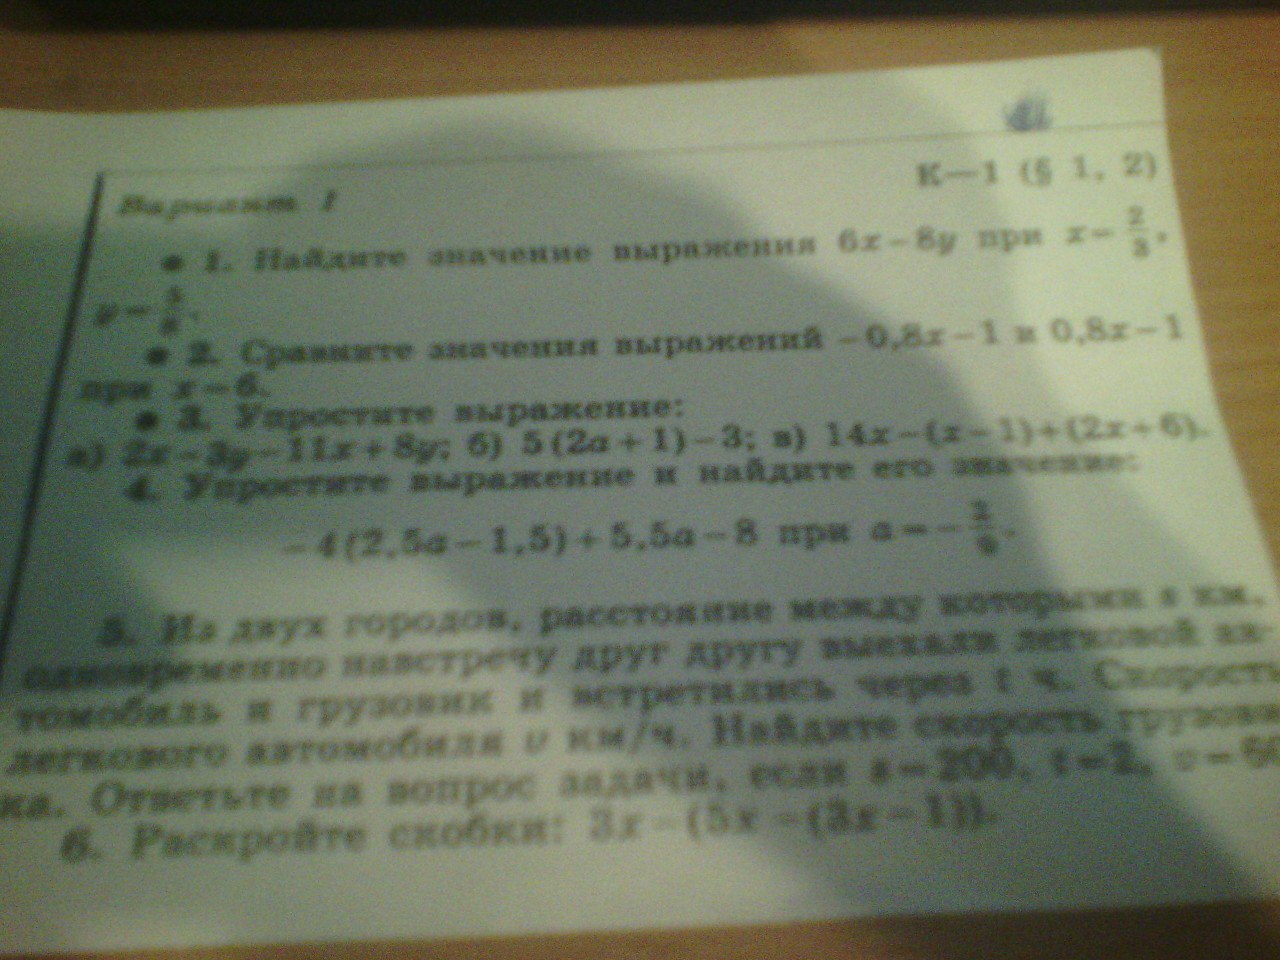 К—1 (§ 1, 2)
Вариант 1
• 1. Найдите значение выражения 6x − 8y при x = 2/3,
y = 5/8.
• 2. Сравните значения выражений −0,8x − 1 и 0,8x − 1
при x = 6.
• 3. Упростите выражение:
а) 2x − 3y − 11x + 8y; б) 5(2a + 1) − 3; в) 14x − (x − 1) + (2x + 6).
4. Упростите выражение и найдите его значение:
−4(2,5a − 1,5) + 5,5a − 8 при a = −2/9.
5. Из двух городов, расстояние между которыми s км,
одновременно навстречу друг другу выехали легковой ав-
томобиль и грузовик и встретились через t ч. Скорость
легкового автомобиля v км/ч. Найдите скорость грузови-
ка. Ответьте на вопрос задачи, если s = 200, t = 2, v = 60
6. Раскройте скобки: 3x − (5x − (3x − 1)).